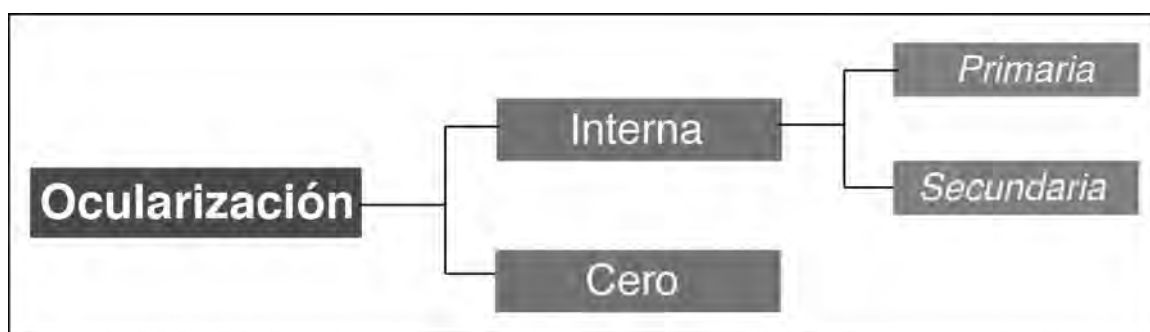 Ocularización
Interna
Cero
Primaria
Secundaria